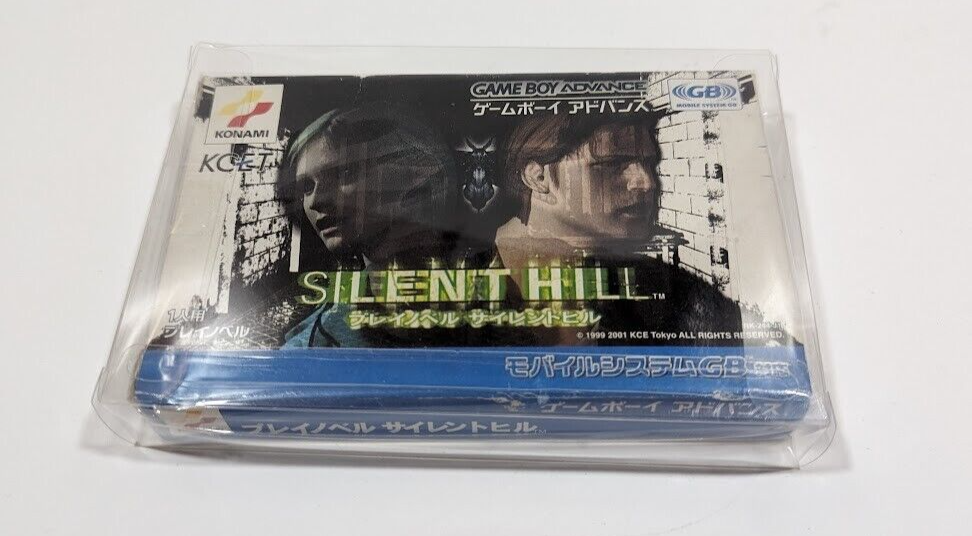 KONAMI
KCET
GAME BOY ADVANCE
ゲームボーイ アドバンス
GB
MOBILE SYSTEM GB
SILENT HILL™
プレイノベル サイレントヒル
1人用
プレイノベル
© 1999 2001 KCE Tokyo ALL RIGHTS RESERVED.
モバイルシステムGB
ゲームボーイ アドバンス
プレイノベル サイレントヒル™